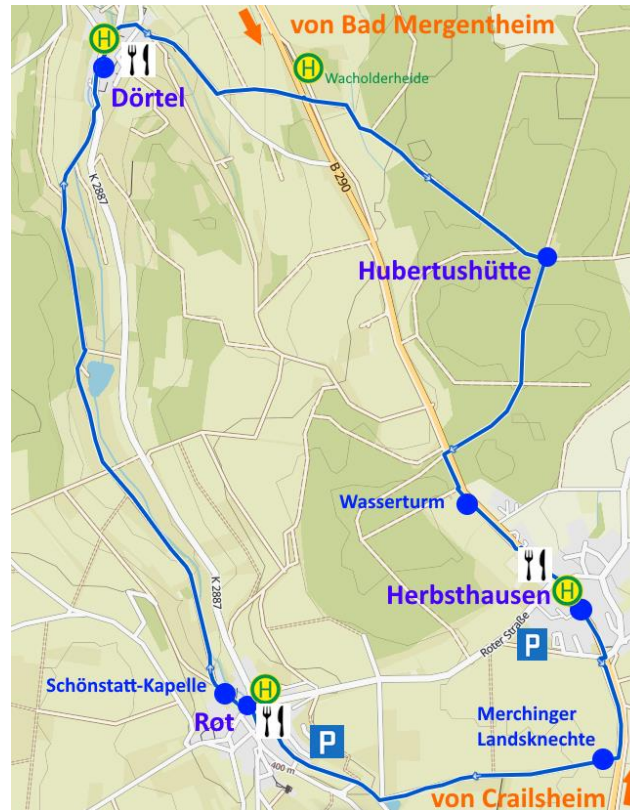 von Bad Mergentheim
H
H
Wacholderheide
Dörtel
K 2887
B 290
Hubertushütte
Wasserturm
K 2887
Herbsthausen
H
Roter Straße
P
Schönstatt-Kapelle
H
Rot
P
Merchinger
Landsknechte
400 m
von Crailsheim